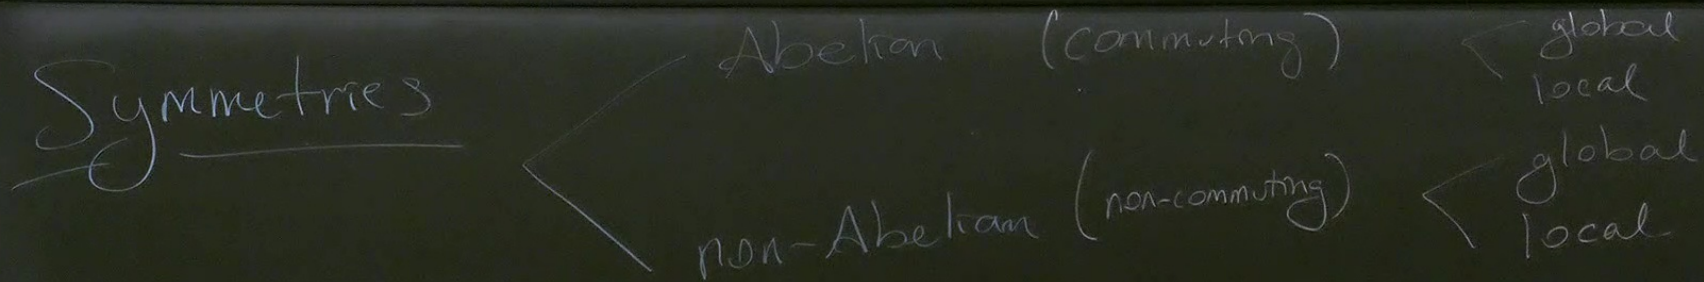 Symmetries
Abelian (commuting)
global
local
non-Abelian (non-commuting)
global
local